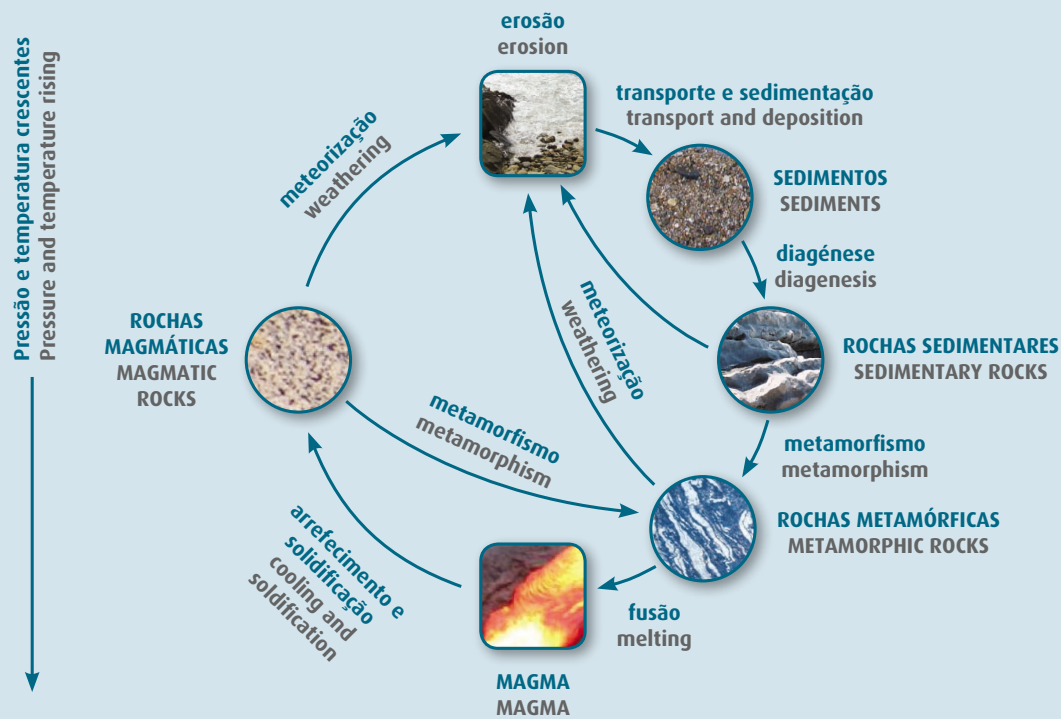 Pressão e temperatura crescentes
Pressure and temperature rising
erosão
erosion
transporte e sedimentação
transport and deposition
meteorização
weathering
SEDIMENTOS
SEDIMENTS
diagénese
diagenesis
ROCHAS
MAGMÁTICAS
MAGMATIC
ROCKS
meteorização
weathering
ROCHAS SEDIMENTARES
SEDIMENTARY ROCKS
metamorfismo
metamorphism
metamorfismo
metamorphism
ROCHAS METAMÓRFICAS
METAMORPHIC ROCKS
arrefecimento e
solidificação
cooling and
soldification
fusão
melting
MAGMA
MAGMA